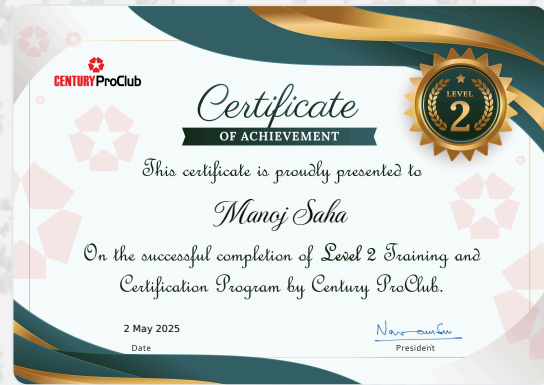 CENTURY ProClub
LEVEL
2
Certificate
OF ACHIEVEMENT
This certificate is proudly presented to
Manoj Saha
On the successful completion of Level 2 Training and
Certification Program by Century ProClub.
2 May 2025
Date
President